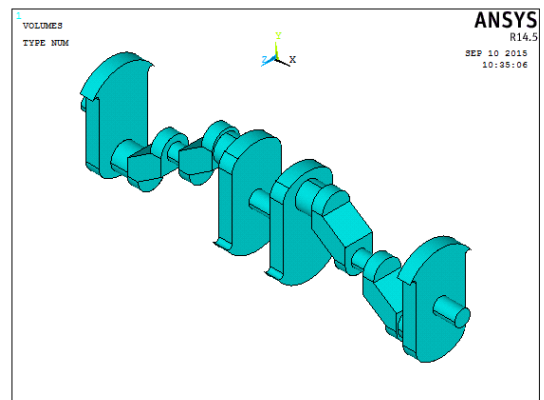 1
VOLUMES
TYPE NUM
ANSYS
R14.5
SEP 10 2015
10:35:06
Y
Z X